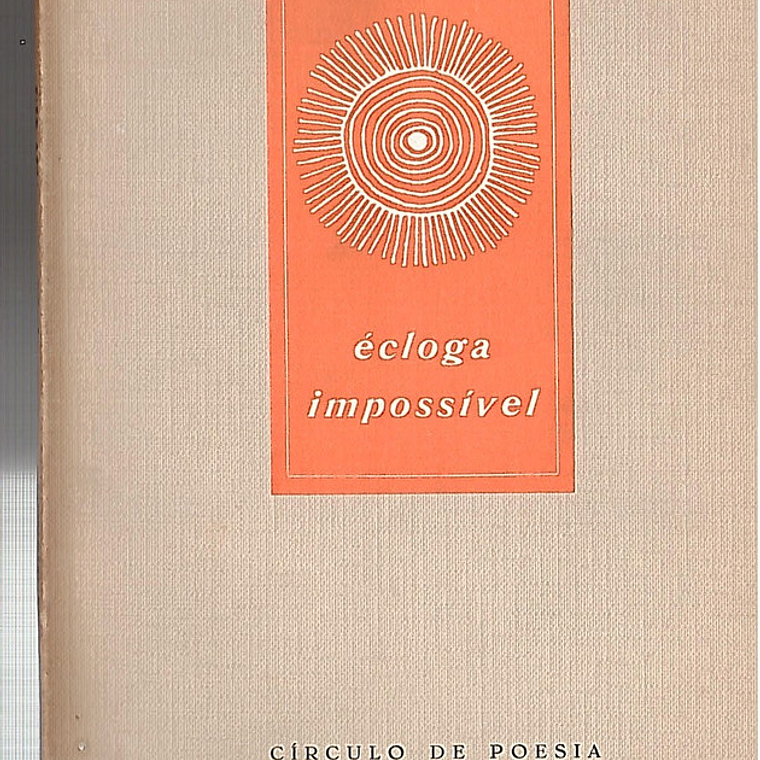 écloga
impossível
CÍRCULO DE POESIA